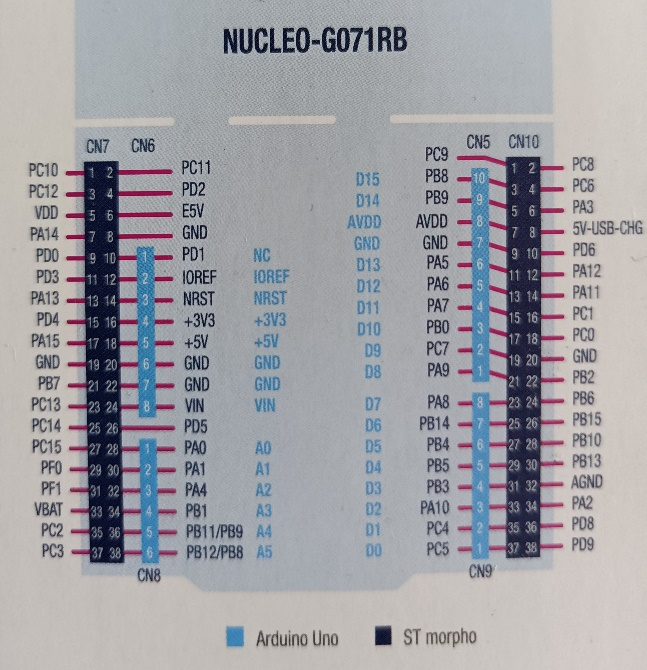 NUCLEO-G071RB
CN7 CN6 CN5 CN10
PC10 1 2 PC11
PC12 3 4 PD2
VDD 5 6 E5V
PA14 7 8 GND
PD0 9 10 1 PD1 NC
PD3 11 12 2 IOREF IOREF
PA13 13 14 3 NRST NRST
PD4 15 16 4 +3V3 +3V3
PA15 17 18 5 +5V +5V
GND 19 20 6 GND GND
PB7 21 22 7 GND GND
PC13 23 24 8 VIN VIN
PC14 25 26 PD5
PC15 27 28 1 PA0 A0
PF0 29 30 2 PA1 A1
PF1 31 32 3 PA4 A2
VBAT 33 34 4 PB1 A3
PC2 35 36 5 PB11/PB9 A4
PC3 37 38 6 PB12/PB8 A5
CN8
PC9 1 2 PC8
D15 PB8 10 3 4 PC6
D14 PB9 9 5 6 PA3
AVDD AVDD 8 7 8 5V-USB-CHG
GND GND 7 9 10 PD6
D13 PA5 6 11 12 PA12
D12 PA6 5 13 14 PA11
D11 PA7 4 15 16 PC1
D10 PB0 3 17 18 PC0
D9 PC7 2 19 20 GND
D8 PA9 1 21 22 PB2
D7 PA8 8 23 24 PB6
D6 PB14 7 25 26 PB15
D5 PB4 6 27 28 PB10
D4 PB5 5 29 30 PB13
D3 PB3 4 31 32 AGND
D2 PA10 3 33 34 PA2
D1 PC4 2 35 36 PD8
D0 PC5 1 37 38 PD9
CN9
Arduino Uno ST morpho